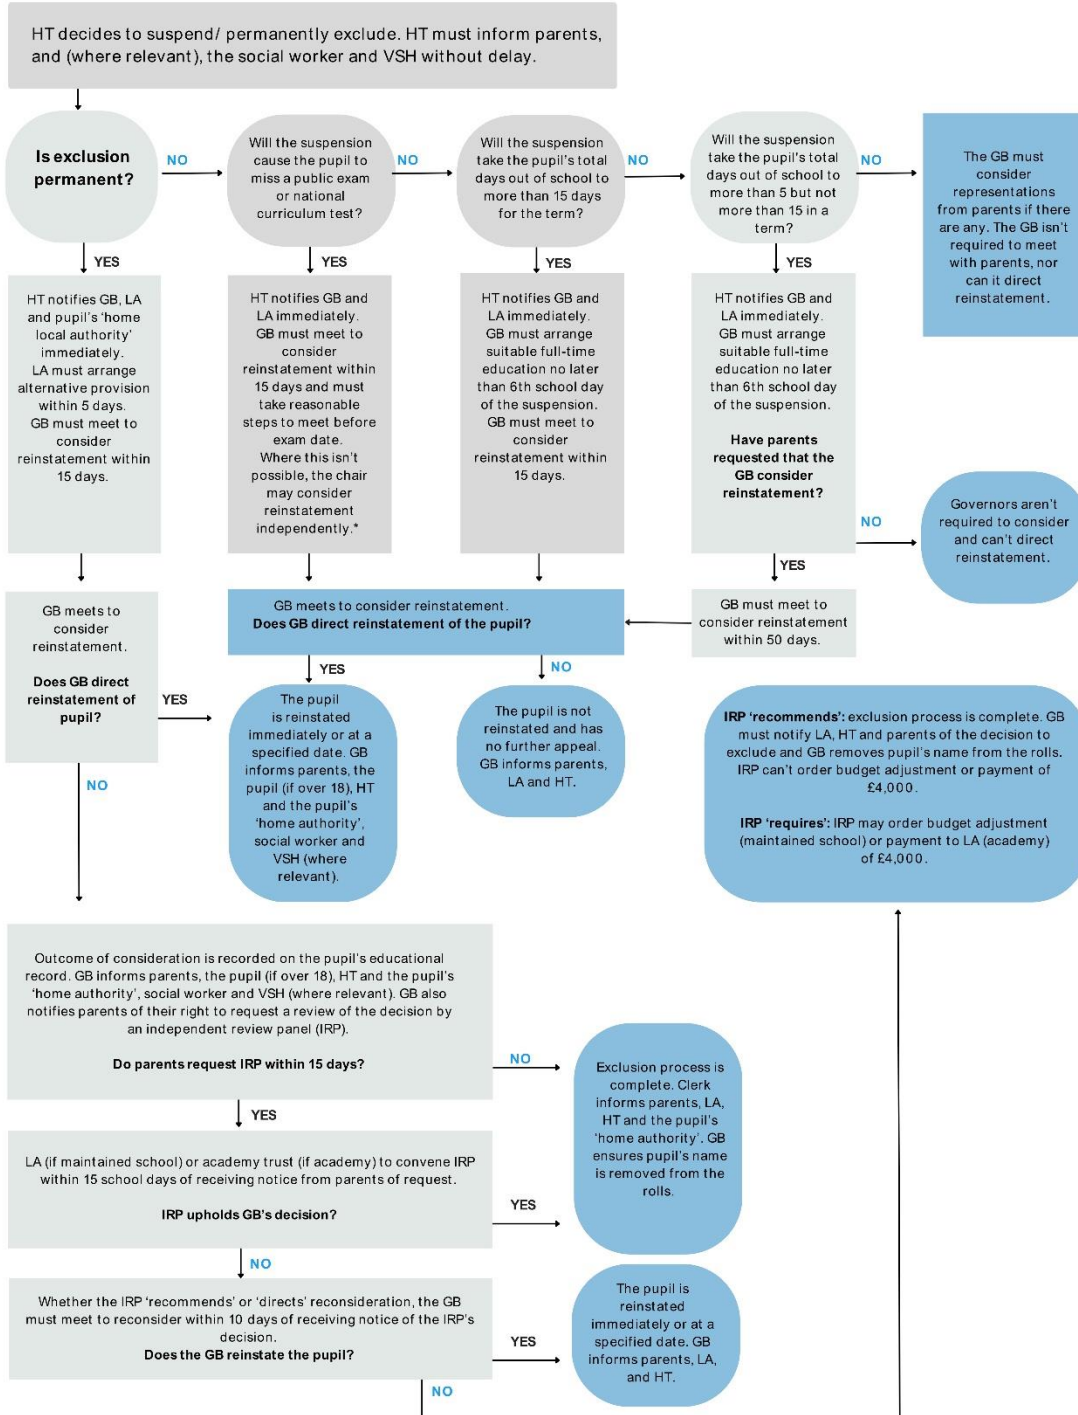 HT decides to suspend/ permanently exclude. HT must inform parents,
and (where relevant), the social worker and VSH without delay.
Is exclusion
permanent?
NO
Will the suspension
cause the pupil to
miss a public exam
or national
curriculum test?
NO
Will the suspension
take the pupil's total
days out of school to
more than 15 days
for the term?
NO
Will the suspension
take the pupil's total
days out of school to
more than 5 but not
more than 15 in a
term?
NO
The GB must
consider
representations
from parents if there
are any. The GB isn't
required to meet
with parents, nor
can it direct
reinstatement.
YES
YES
YES
YES
HT notifies GB, LA
and pupil's ‘home
local authority’
immediately.
LA must arrange
alternative provision
within 5 days.
GB must meet to
consider
reinstatement within
15 days.
HT notifies GB and
LA immediately.
GB must meet to
consider
reinstatement within
15 days and must
take reasonable
steps to meet before
exam date.
Where this isn't
possible, the chair
may consider
reinstatement
independently.*
HT notifies GB and
LA immediately.
GB must arrange
suitable full-time
education no later
than 6th school day
of the suspension.
GB must meet to
consider
reinstatement within
15 days.
HT notifies GB and
LA immediately.
GB must arrange
suitable full-time
education no later
than 6th school day
of the suspension.
Have parents
requested that the
GB consider
reinstatement?
NO
Governors aren't
required to consider
and can't direct
reinstatement.
YES
GB meets to
consider
reinstatement.
Does GB direct
reinstatement of
pupil?
YES
GB meets to consider reinstatement.
Does GB direct reinstatement of the pupil?
GB must meet to
consider reinstatement
within 50 days.
YES
NO
The pupil
is reinstated
immediately or at a
specified date. GB
informs parents, the
pupil (if over 18), HT
and the pupil's
‘home authority’,
social worker and
VSH (where
relevant).
The pupil is not
reinstated and has
no further appeal.
GB informs parents,
LA and HT.
IRP ‘recommends’: exclusion process is complete. GB
must notify LA, HT and parents of the decision to
exclude and GB removes pupil's name from the rolls.
IRP can't order budget adjustment or payment of
£4,000.
IRP ‘requires’: IRP may order budget adjustment
(maintained school) or payment to LA (academy)
of £4,000.
NO
Outcome of consideration is recorded on the pupil's educational
record. GB informs parents, the pupil (if over 18), HT and the pupil's
‘home authority’, social worker and VSH (where relevant). GB also
notifies parents of their right to request a review of the decision by
an independent review panel (IRP).
Do parents request IRP within 15 days?
NO
Exclusion process is
complete. Clerk
informs parents, LA,
HT and the pupil's
‘home authority’. GB
ensures pupil's name
is removed from the
rolls.
YES
LA (if maintained school) or academy trust (if academy) to convene IRP
within 15 school days of receiving notice from parents of request.
IRP upholds GB's decision?
YES
NO
Whether the IRP ‘recommends’ or ‘directs’ reconsideration, the GB
must meet to reconsider within 10 days of receiving notice of the IRP's
decision.
Does the GB reinstate the pupil?
YES
The pupil is
reinstated
immediately or at a
specified date. GB
informs parents, LA,
and HT.
NO